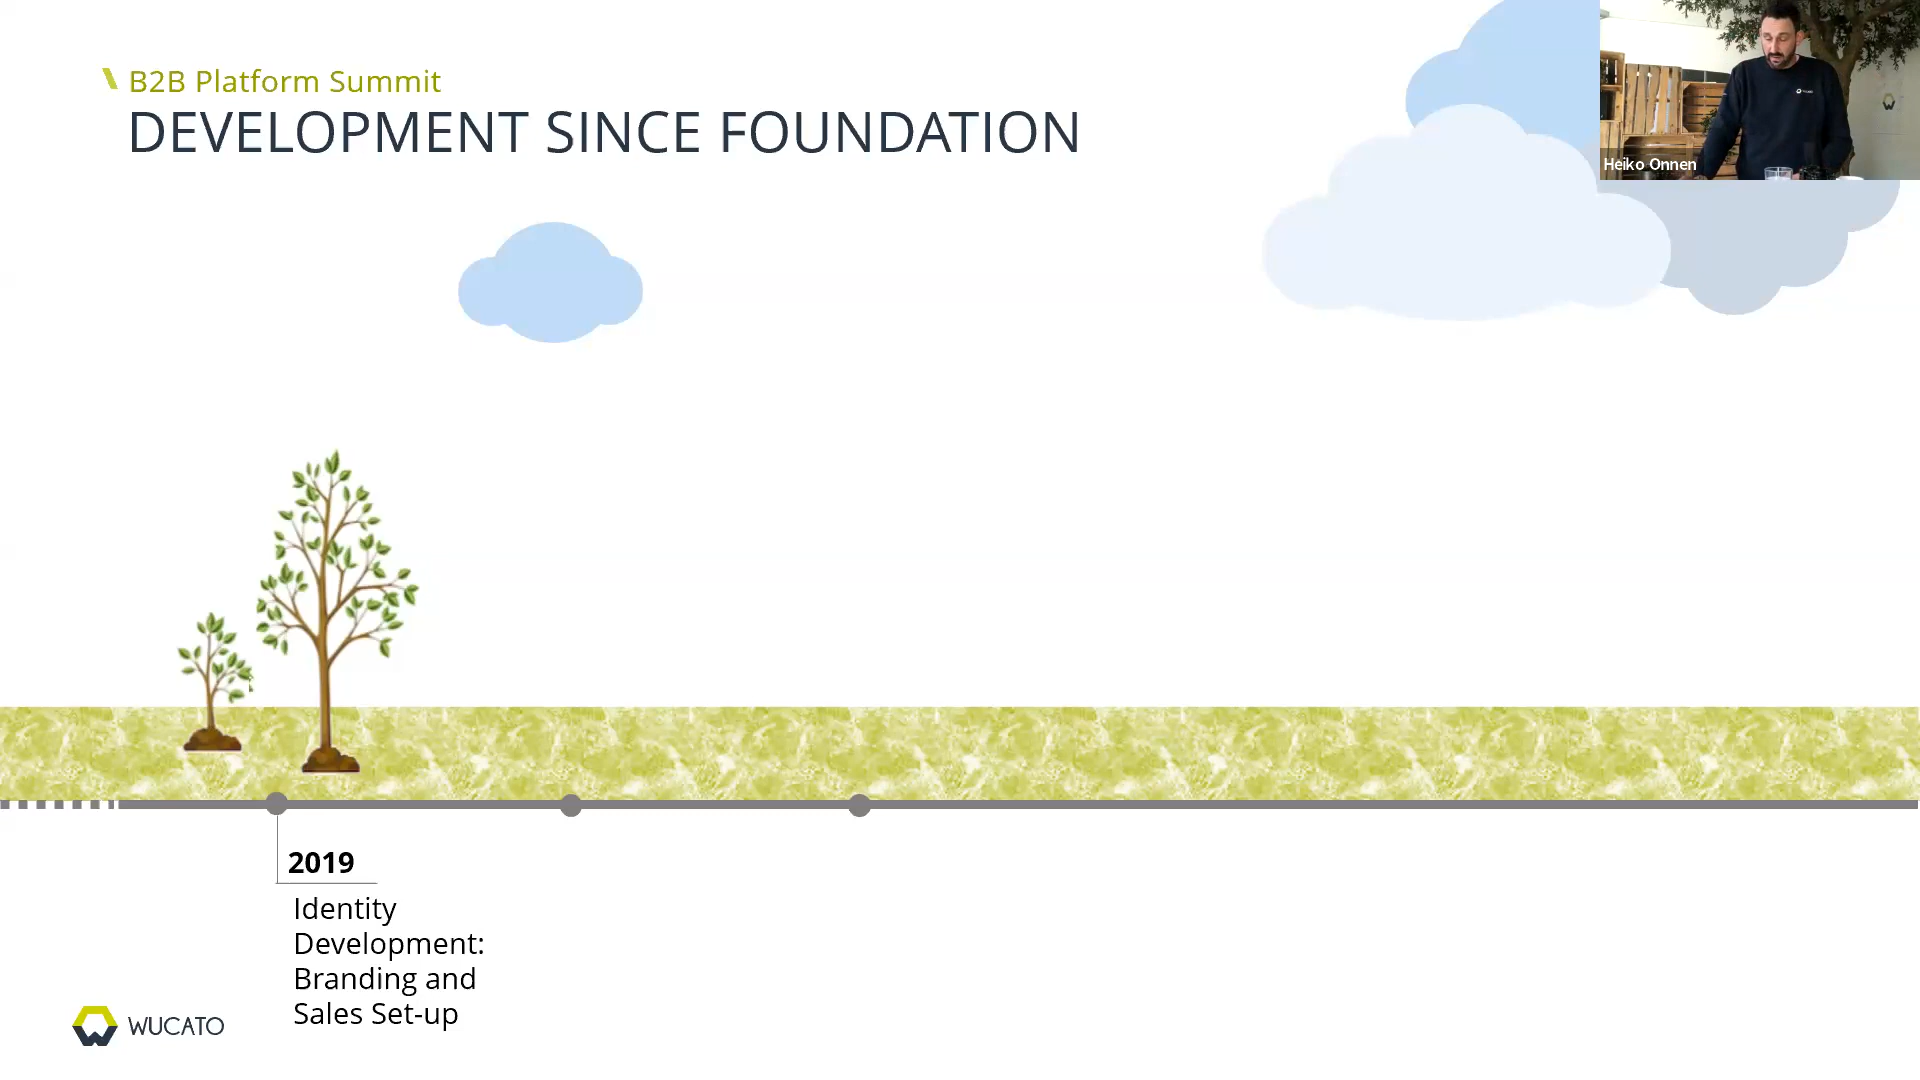 B2B Platform Summit
DEVELOPMENT SINCE FOUNDATION
Heiko Onnen
2019
Identity
Development:
Branding and
Sales Set-up
WUCATO